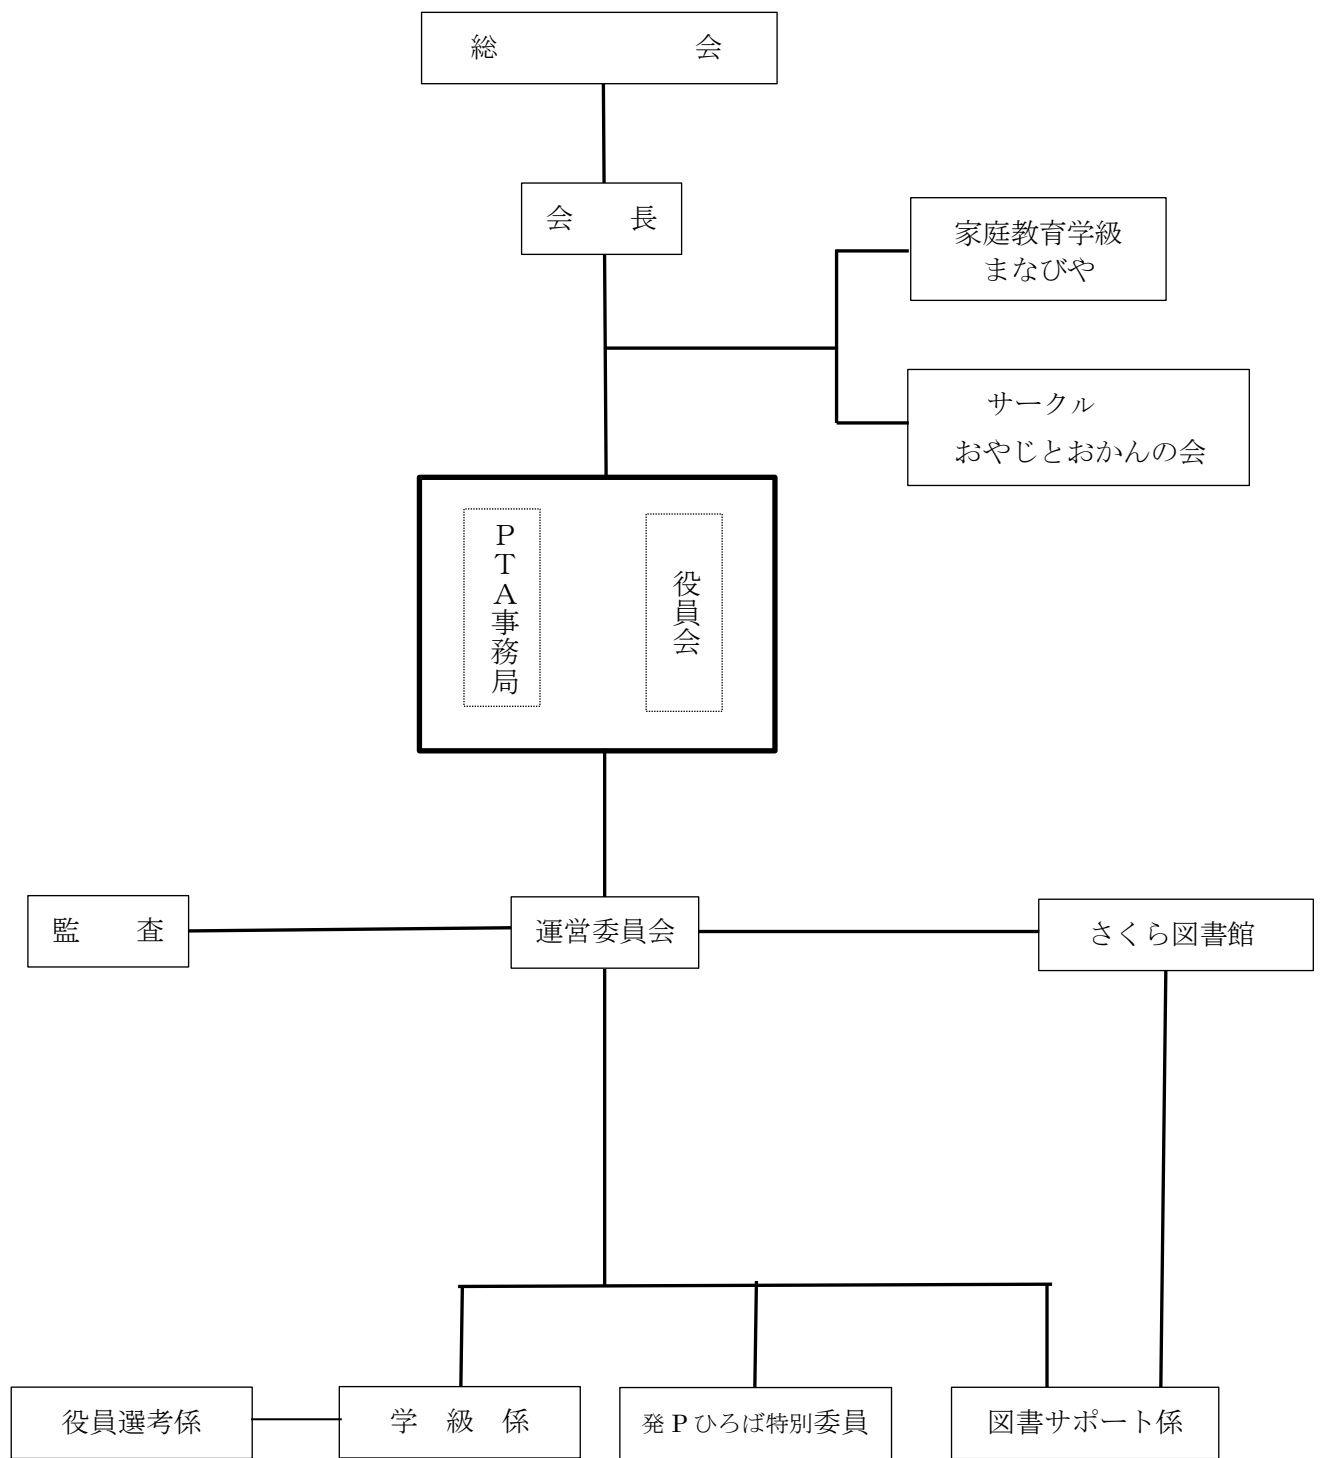 総　　　　　　　会
会　　長
家庭教育学級
まなびや
サークル
おやじとおかんの会
ＰＴＡ事務局
役員会
監　　査
運営委員会
さくら図書館
役員選考係
学　級　係
発 P ひろば特別委員
図書サポート係